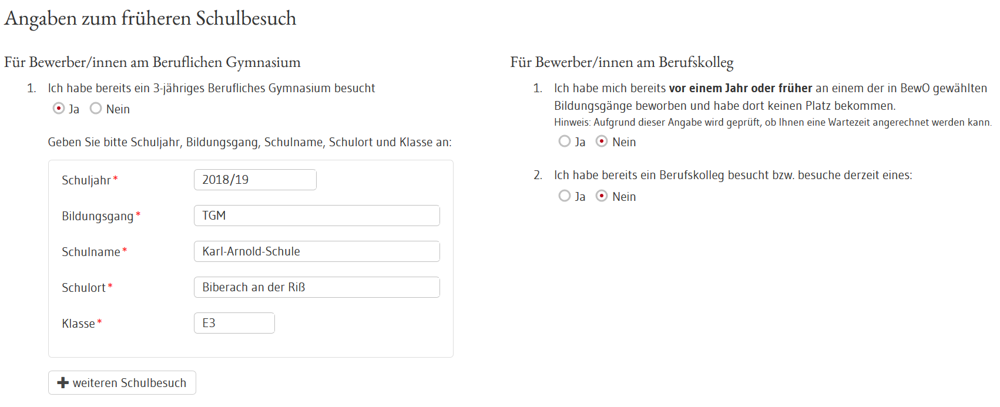 Angaben zum früheren Schulbesuch
Für Bewerber/innen am Beruflichen Gymnasium
1. Ich habe bereits ein 3-jähriges Berufliches Gymnasium besucht
Ja Nein
Geben Sie bitte Schuljahr, Bildungsgang, Schulname, Schulort und Klasse an:
Schuljahr* 2018/19
Bildungsgang* TGM
Schulname* Karl-Arnold-Schule
Schulort* Biberach an der Riß
Klasse* E3
weiteren Schulbesuch
Für Bewerber/innen am Berufskolleg
1. Ich habe mich bereits vor einem Jahr oder früher an einem der in BewO gewählten
Bildungsgänge beworben und habe dort keinen Platz bekommen.
Hinweis: Aufgrund dieser Angabe wird geprüft, ob Ihnen eine Wartezeit angerechnet werden kann.
Ja Nein
2. Ich habe bereits ein Berufskolleg besucht bzw. besuche derzeit eines:
Ja Nein